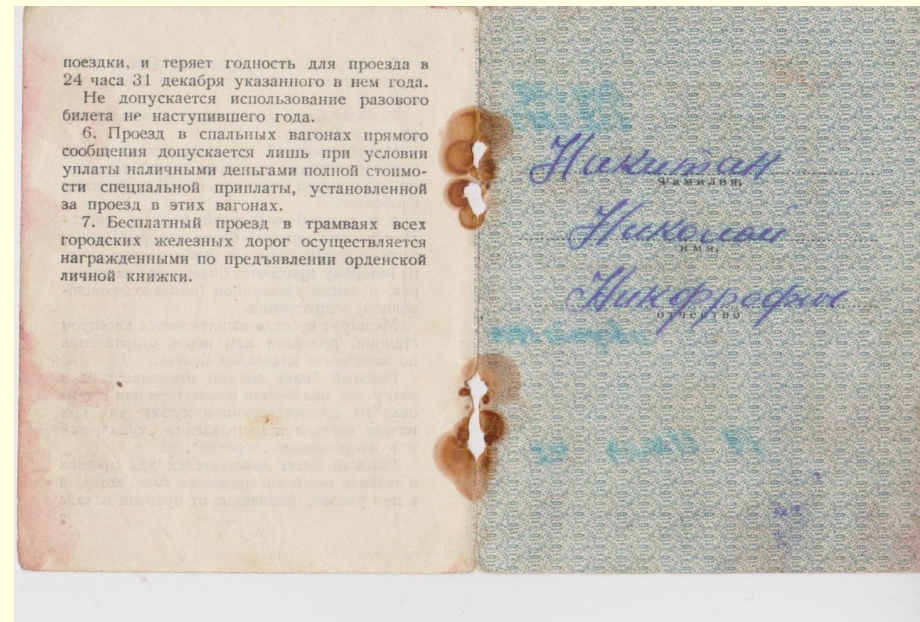 поездки, и теряет годность для проезда в
24 часа 31 декабря указанного в нем года.
Не допускается использование разового
билета не наступившего года.
6. Проезд в спальных вагонах прямого
сообщения допускается лишь при условии
уплаты наличными деньгами полной стоимо-
сти специальной приплаты, установленной
за проезд в этих вагонах.
7. Бесплатный проезд в трамваях всех
городских железных дорог осуществляется
награжденными по предъявлении орденской
личной книжки.
Никитин
Фамилия,
Николай
имя,
отчество